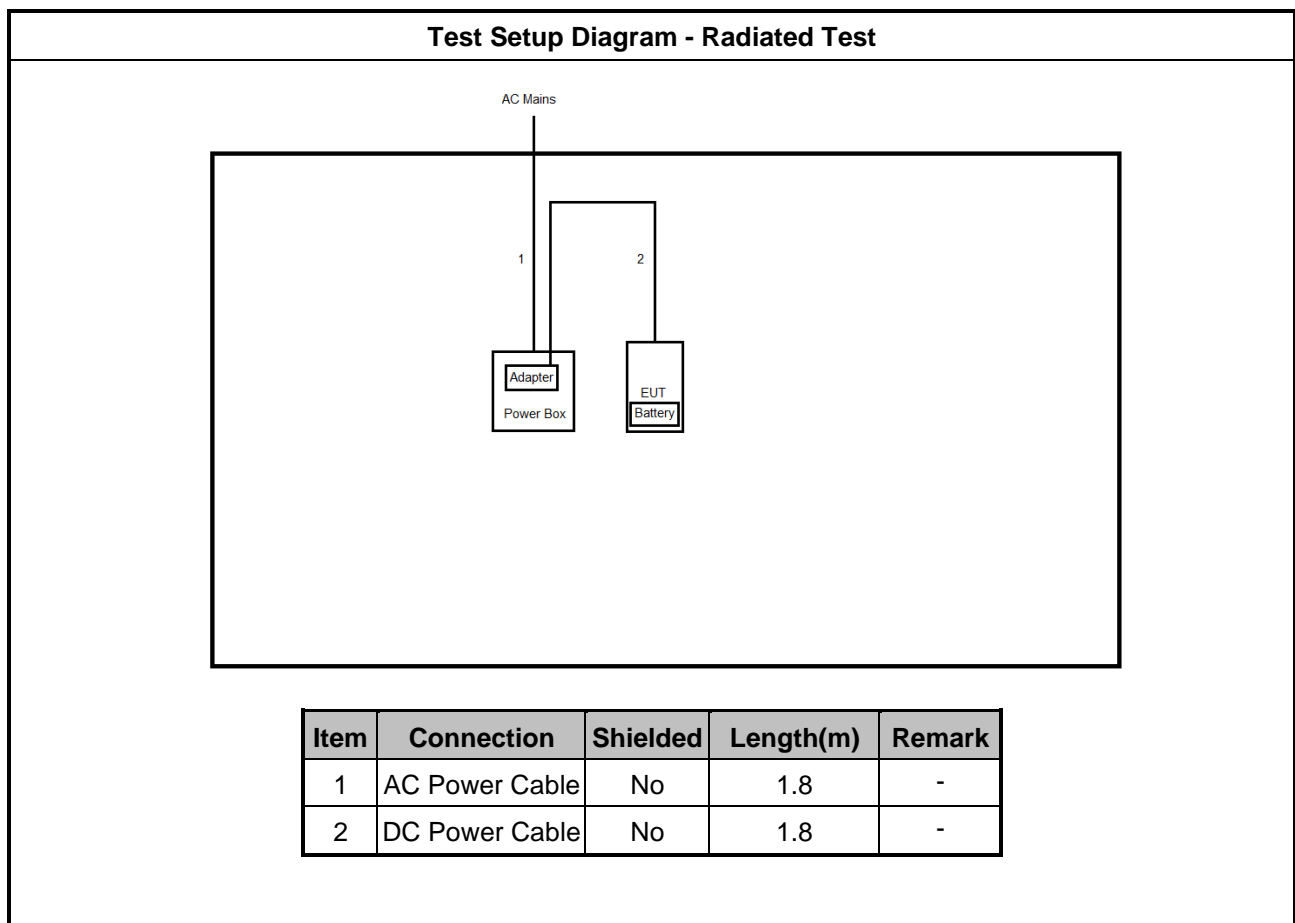 Test Setup Diagram - Radiated Test
AC Mains
1
2
Adapter
Power Box
EUT
Battery
Item Connection Shielded Length(m) Remark
1 AC Power Cable No 1.8 -
2 DC Power Cable No 1.8 -